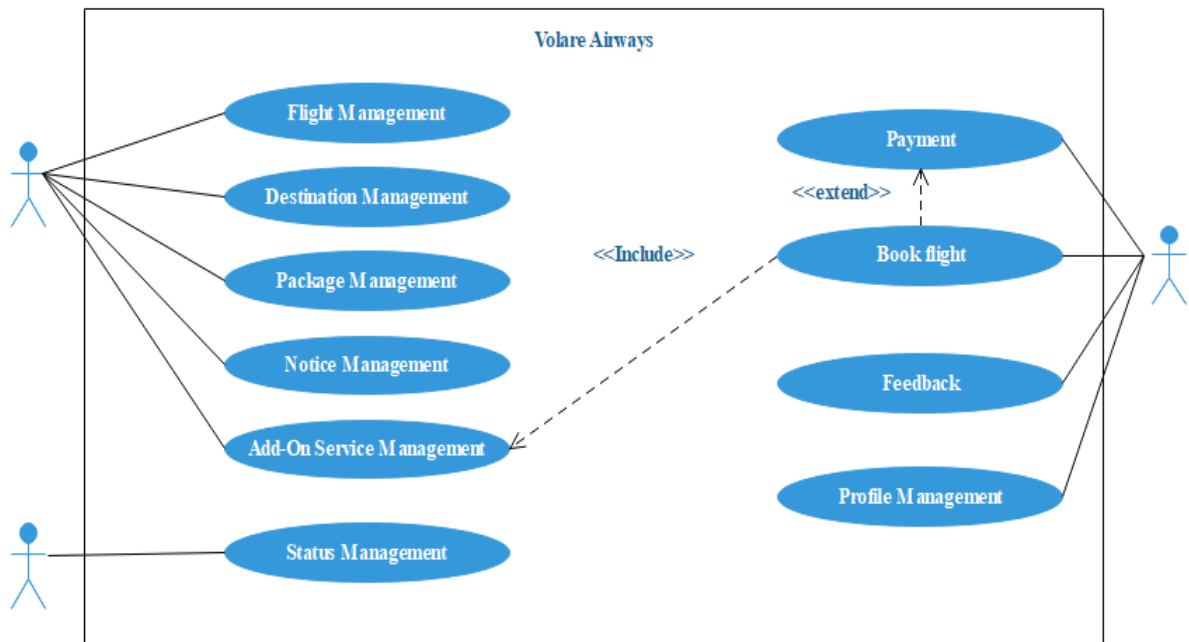 Volare Airways
Flight Management
Destination Management
Package Management
Notice Management
Add-On Service Management
Status Management
<<Include>>
Payment
<<extend>>
Book flight
Feedback
Profile Management